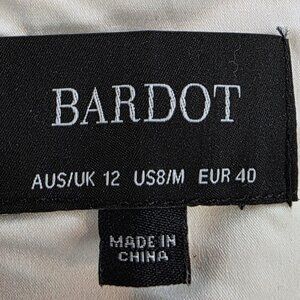 BARDOT
AUS/UK 12 US8/M EUR 40
MADE IN
CHINA